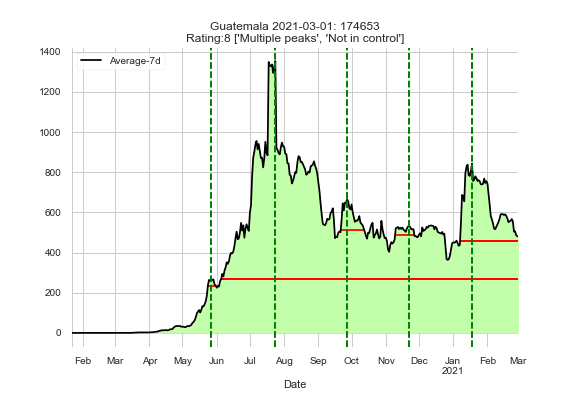 Guatemala 2021-03-01: 174653
Rating:8 ['Multiple peaks', 'Not in control']
Average-7d
1400
1200
1000
800
600
400
200
0
Feb Mar Apr May Jun Jul Aug Sep Oct Nov Dec Jan Feb Mar
2021
Date